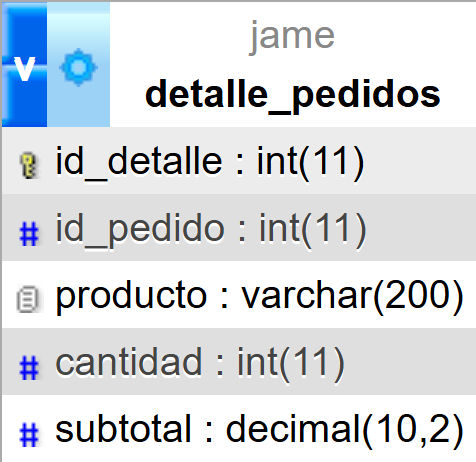 v
jame
detalle_pedidos
id_detalle : int(11)
# id_pedido : int(11)
producto : varchar(200)
# cantidad : int(11)
# subtotal : decimal(10,2)